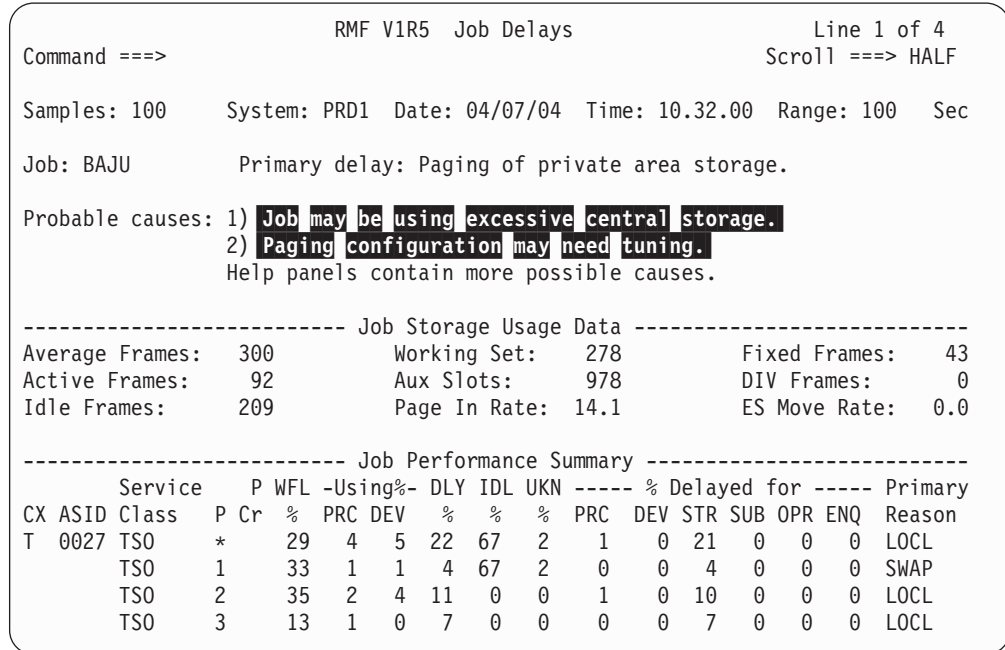 RMF V1R5  Job Delays                    Line 1 of 4
Command ===>                                                  Scroll ===> HALF
Samples: 100     System: PRD1  Date: 04/07/04  Time: 10.32.00  Range: 100   Sec
Job: BAJU         Primary delay: Paging of private area storage.
Probable causes: 1) Job may be using excessive central storage.
2) Paging configuration may need tuning.
Help panels contain more possible causes.
--------------------------- Job Storage Usage Data ----------------------------
Average Frames:   300          Working Set:    278          Fixed Frames:    43
Active Frames:     92          Aux Slots:      978          DIV Frames:       0
Idle Frames:      209          Page In Rate:  14.1          ES Move Rate:   0.0
--------------------------- Job Performance Summary ---------------------------
Service    P WFL -Using%- DLY IDL UKN ----- % Delayed for ----- Primary
CX ASID Class   P Cr  %  PRC DEV   %   %   %  PRC   DEV STR SUB OPR ENQ  Reason
T  0027 TSO     *     29   4   5  22  67   2    1     0  21   0   0   0  LOCL
TSO     1     33   1   1   4  67   2    0     0   4   0   0   0  SWAP
TSO     2     35   2   4  11   0   0    1     0  10   0   0   0  LOCL
TSO     3     13   1   0   7   0   0    0     0   7   0   0   0  LOCL